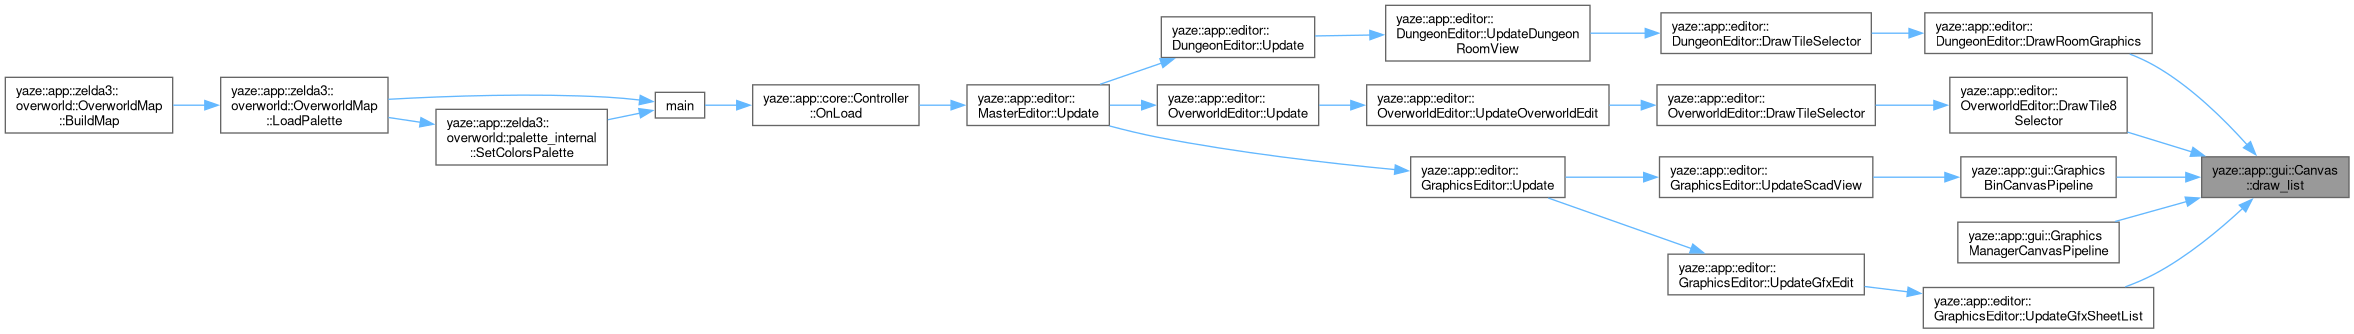 yaze::app::zelda3::
overworld::OverworldMap
::BuildMap
yaze::app::zelda3::
overworld::OverworldMap
::LoadPalette
yaze::app::zelda3::
overworld::palette_internal
::SetColorsPalette
main
yaze::app::core::Controller
::OnLoad
yaze::app::editor::
MasterEditor::Update
yaze::app::editor::
DungeonEditor::Update
yaze::app::editor::
DungeonEditor::UpdateDungeon
RoomView
yaze::app::editor::
DungeonEditor::DrawTileSelector
yaze::app::editor::
DungeonEditor::DrawRoomGraphics
yaze::app::editor::
OverworldEditor::Update
yaze::app::editor::
OverworldEditor::UpdateOverworldEdit
yaze::app::editor::
OverworldEditor::DrawTileSelector
yaze::app::editor::
OverworldEditor::DrawTile8
Selector
yaze::app::editor::
GraphicsEditor::Update
yaze::app::editor::
GraphicsEditor::UpdateScadView
yaze::app::gui::Graphics
BinCanvasPipeline
yaze::app::gui::Canvas
::draw_list
yaze::app::gui::Graphics
ManagerCanvasPipeline
yaze::app::editor::
GraphicsEditor::UpdateGfxEdit
yaze::app::editor::
GraphicsEditor::UpdateGfxSheetList